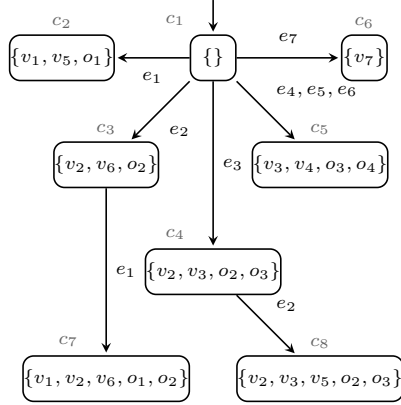 c₂ c₁ c₆
{v₁, v₅, o₁} {} e₇ {v₇}
e₁ e₄, e₅, e₆
c₃ e₂ c₅
{v₂, v₆, o₂} e₃ {v₃, v₄, o₃, o₄}
c₄
e₁ {v₂, v₃, o₂, o₃}
e₂
c₇ c₈
{v₁, v₂, v₆, o₁, o₂} {v₂, v₃, v₅, o₂, o₃}